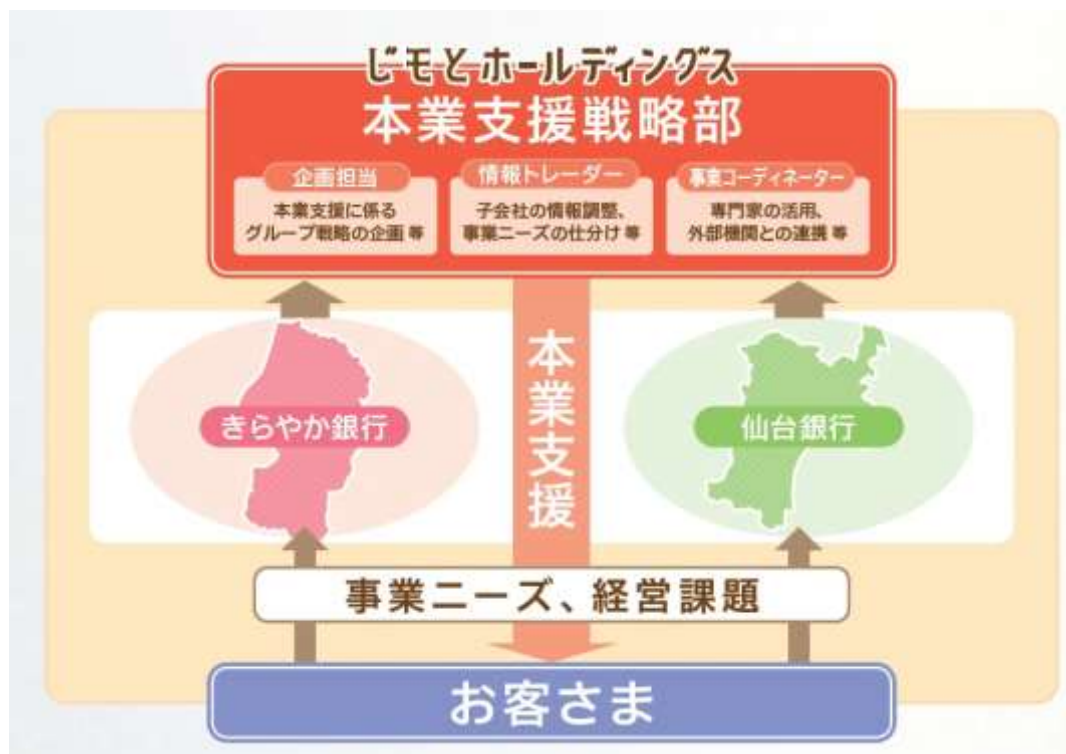 じモとホールディングス
本業支援戦略部
企画担当
本業支援に係る
グループ戦略の企画 等
情報トレーダー
子会社の情報調整、
事業ニーズの仕分け 等
事業コーディネーター
専門家の活用、
外部機関との連携 等
きらやか銀行
本業支援
仙台銀行
事業ニーズ、経営課題
お客さま